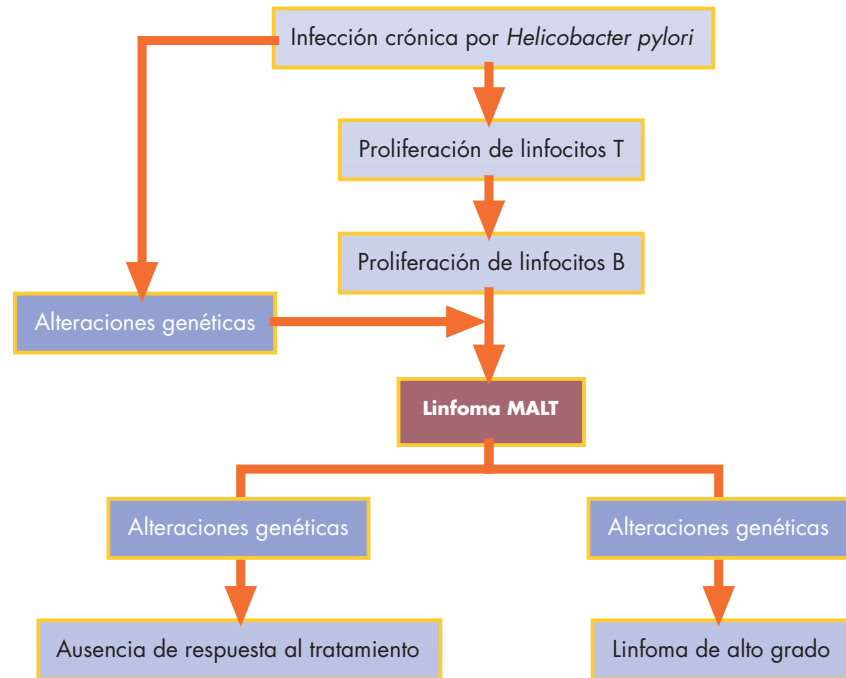 Infección crónica por Helicobacter pylori
Proliferación de linfocitos T
Proliferación de linfocitos B
Alteraciones genéticas
Linfoma MALT
Alteraciones genéticas
Alteraciones genéticas
Ausencia de respuesta al tratamiento
Linfoma de alto grado